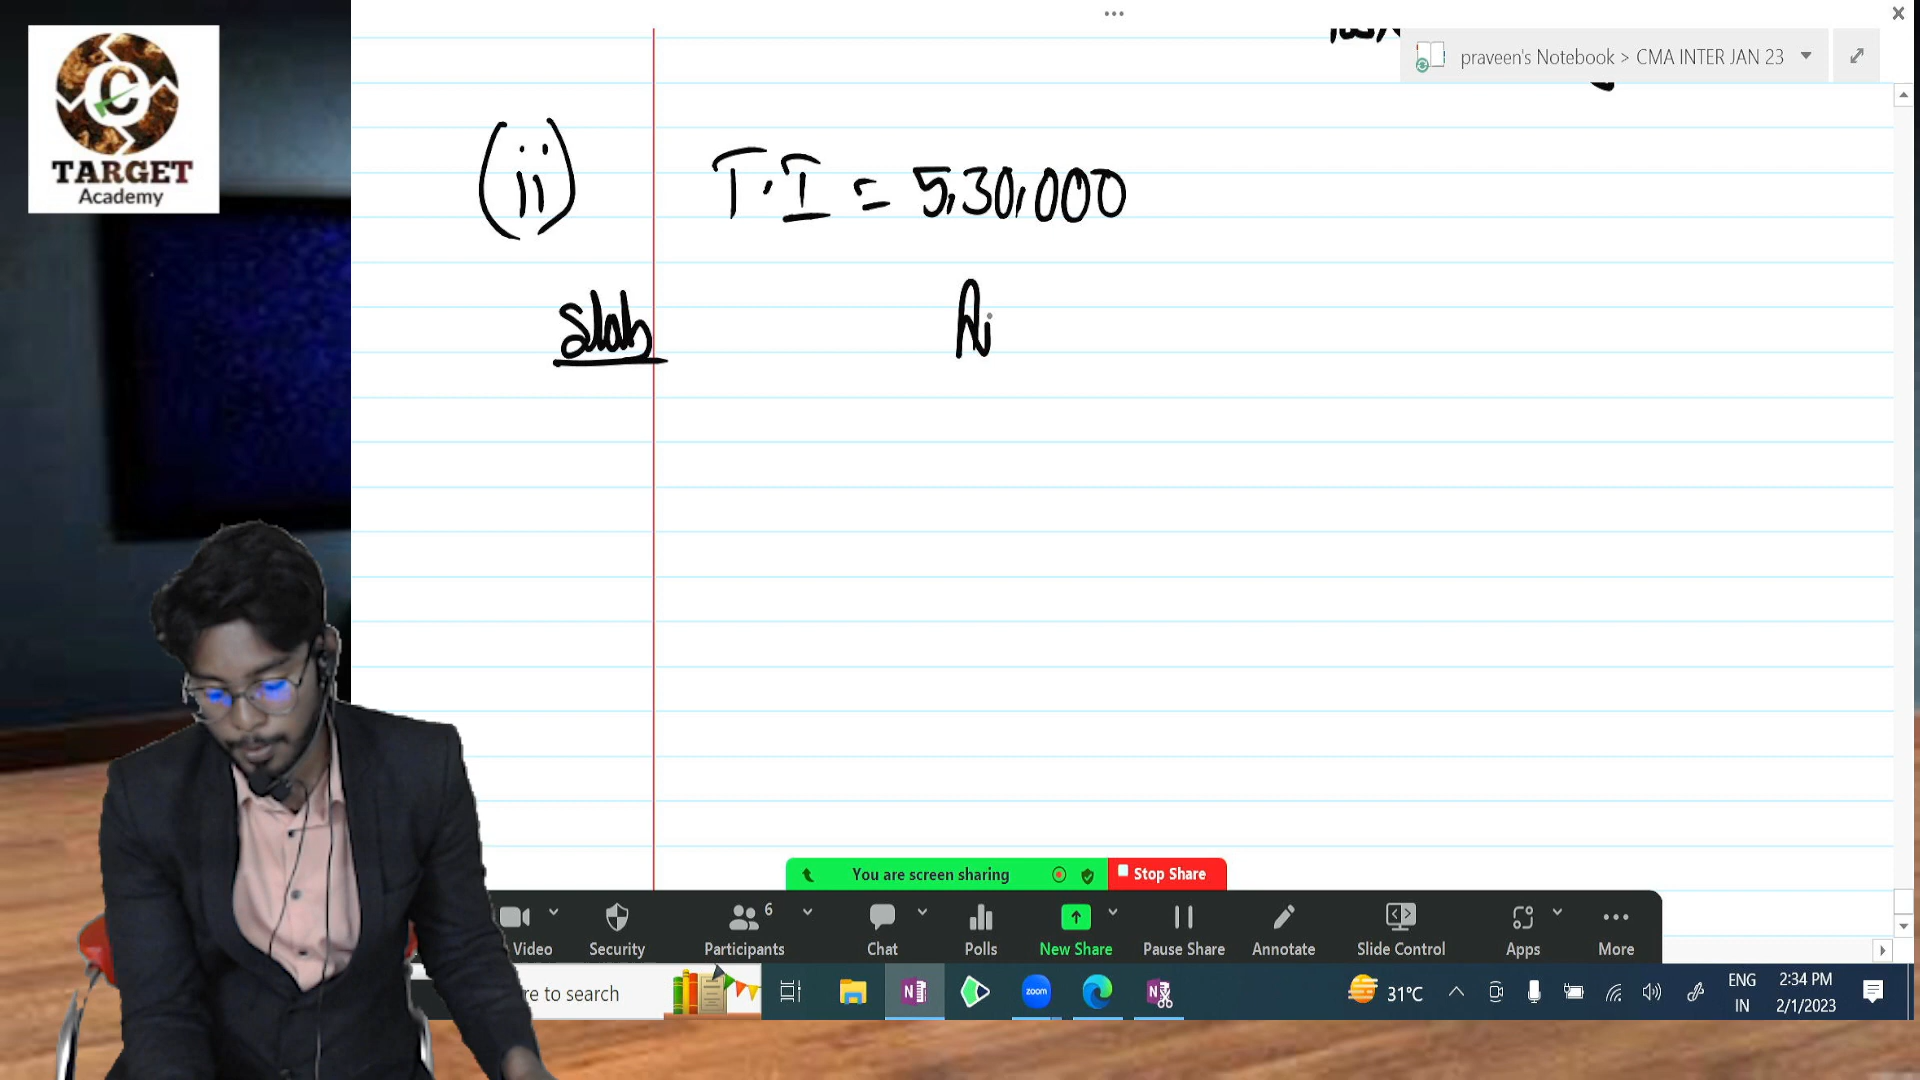 praveen's Notebook > CMA INTER JAN 23
C
TARGET
Academy
(ii) T.I = 5,30,000
Slab
You are screen sharing
Stop Share
Video
Security
Participants 6
Chat
Polls
New Share
Pause Share
Annotate
Slide Control
Apps
More
re to search
N
zoom
N
31°C
ENG
IN
2:34 PM
2/1/2023